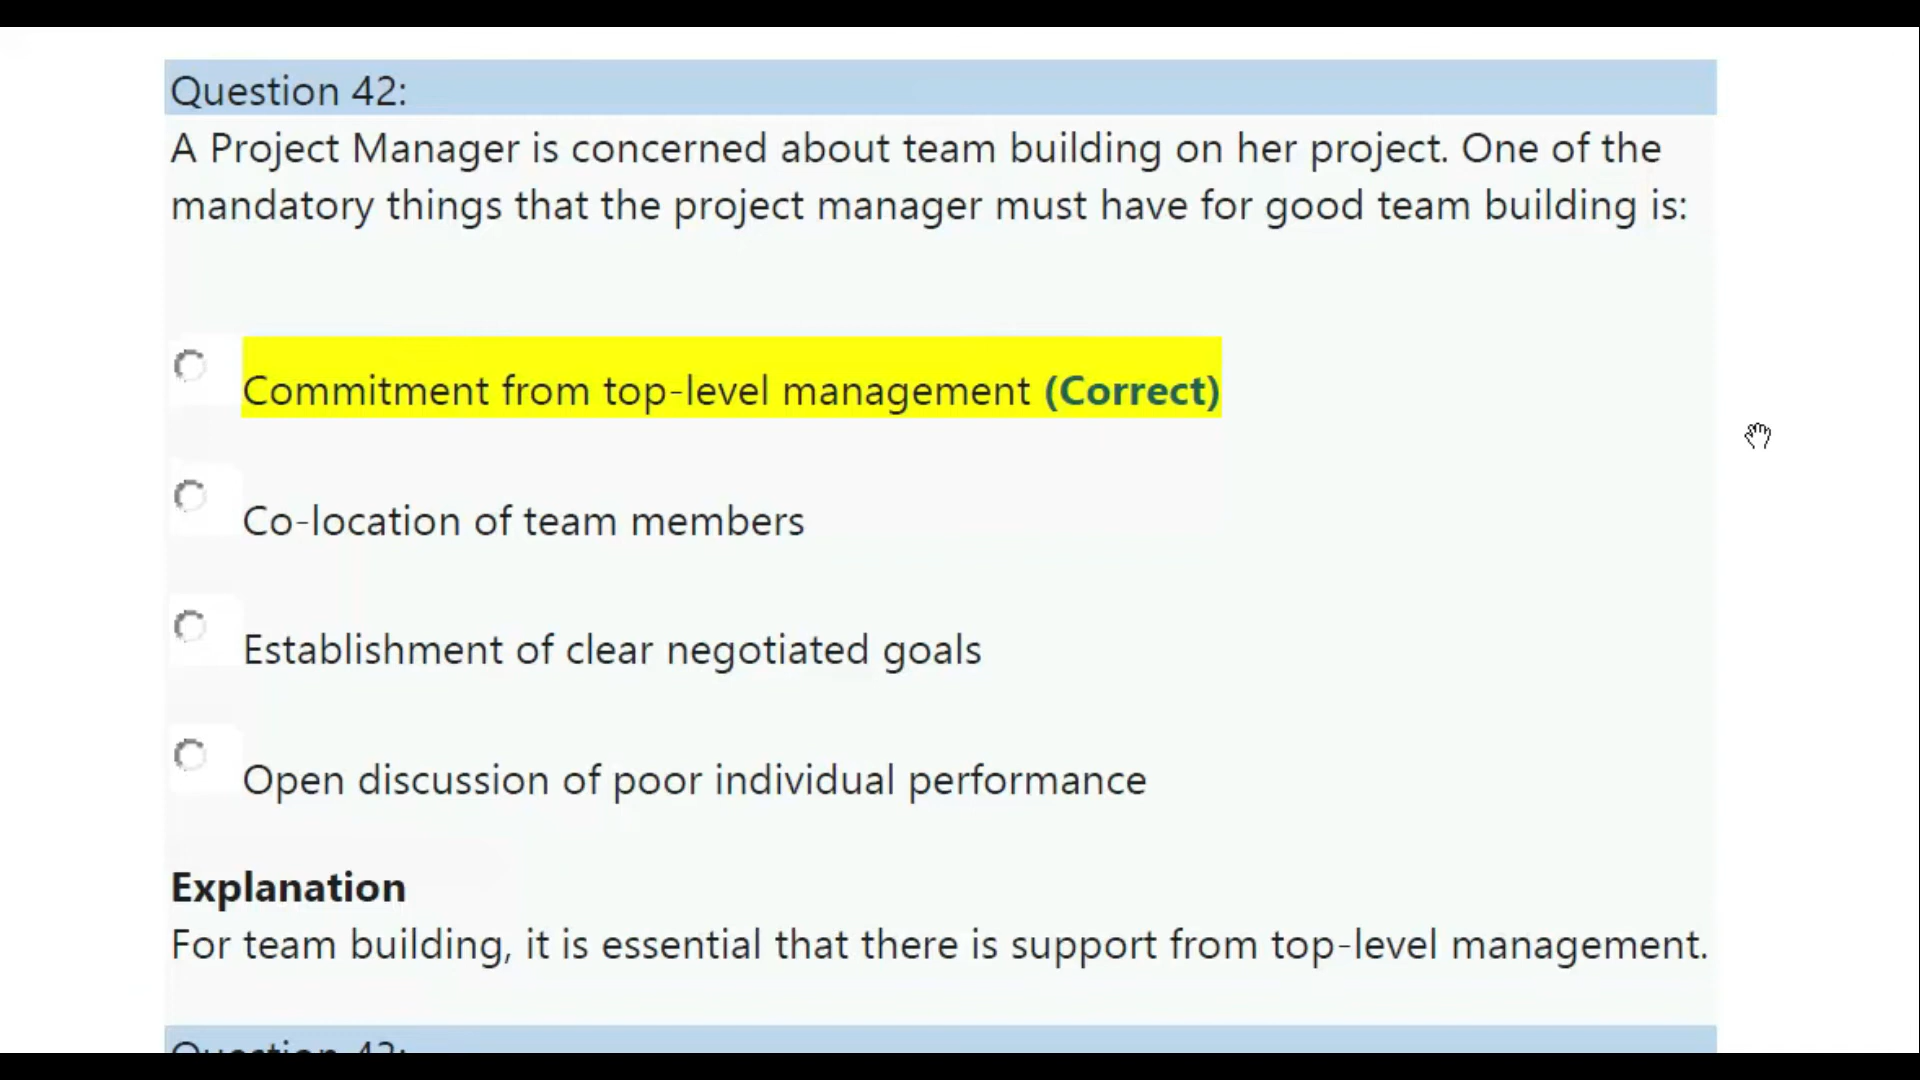 Question 42:
A Project Manager is concerned about team building on her project. One of the
mandatory things that the project manager must have for good team building is:
Commitment from top-level management (Correct)
Co-location of team members
Establishment of clear negotiated goals
Open discussion of poor individual performance
Explanation
For team building, it is essential that there is support from top-level management.
Question 43: